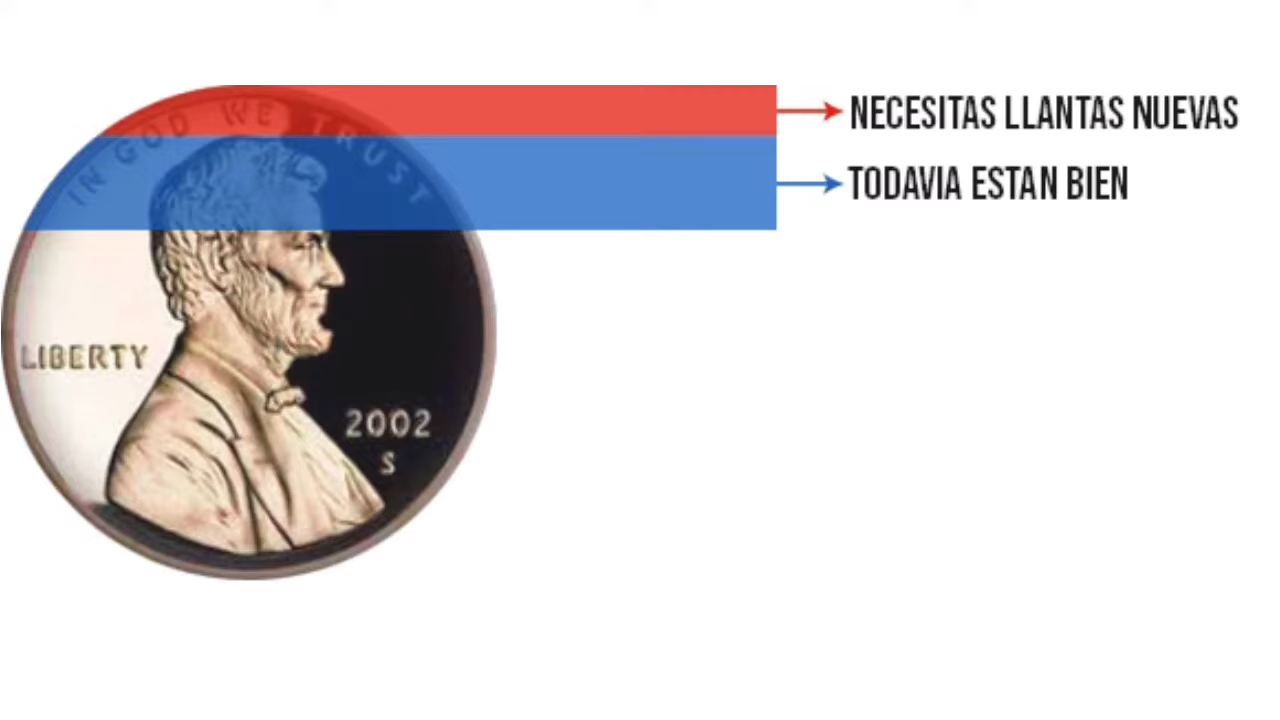 NECESITAS LLANTAS NUEVAS
TODAVIA ESTAN BIEN
IN GOD WE TRUST
LIBERTY
2002
S